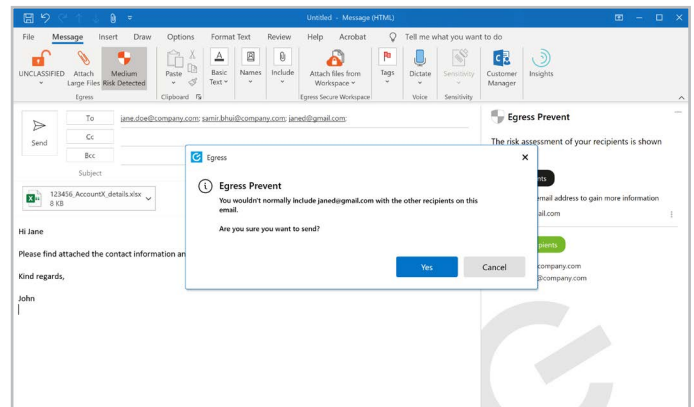 Untitled - Message (HTML)
File Message Insert Draw Options Format Text Review Help Acrobat Tell me what you want to do
UNCLASSIFIED
Attach Large Files
Medium Risk Detected
Paste
Basic Text
Names
Include
Attach files from Workspace
Tags
Dictate
Sensitivity
Customer Manager
Insights
Egress
Clipboard
Egress Secure Workspace
Voice
Sensitivity
Send
To
jane.doe@company.com; samir.bhui@company.com; janed@gmail.com;
Cc
Bcc
Subject
123456_AccountX_details.xlsx
8 KB
Hi Jane
Please find attached the contact information an
Kind regards,
John
Egress
Egress Prevent
You wouldn't normally include janed@gmail.com with the other recipients on this
email.
Are you sure you want to send?
Yes
Cancel
Egress Prevent
The risk assessment of your recipients is shown
nts
email address to gain more information
ail.com
pients
company.com
@company.com